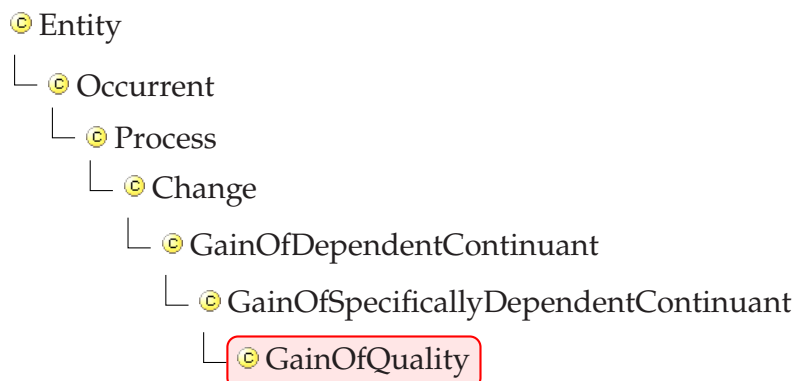 Entity
Occurrent
Process
Change
GainOfDependentContinuant
GainOfSpecificallyDependentContinuant
GainOfQuality